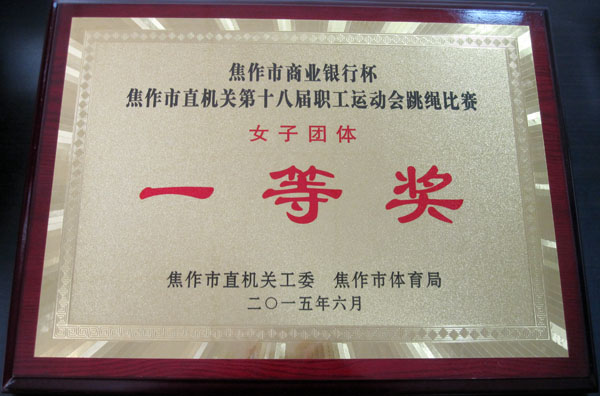 焦作市商业银行杯
焦作市直机关第十八届职工运动会跳绳比赛
女子团体
一等奖
焦作市直机关工委 焦作市体育局
二〇一五年六月